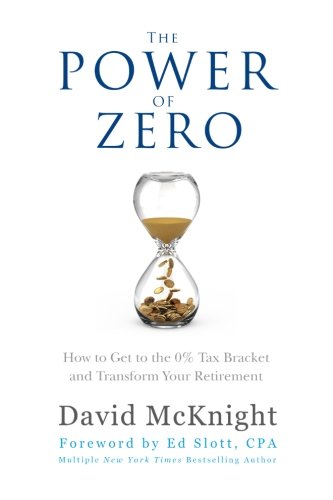 THE
POWER
OF
ZERO
How to Get to the 0% Tax Bracket
and Transform Your Retirement
David McKnight
Foreword by Ed Slott, CPA
Multiple New York Times Bestselling Author